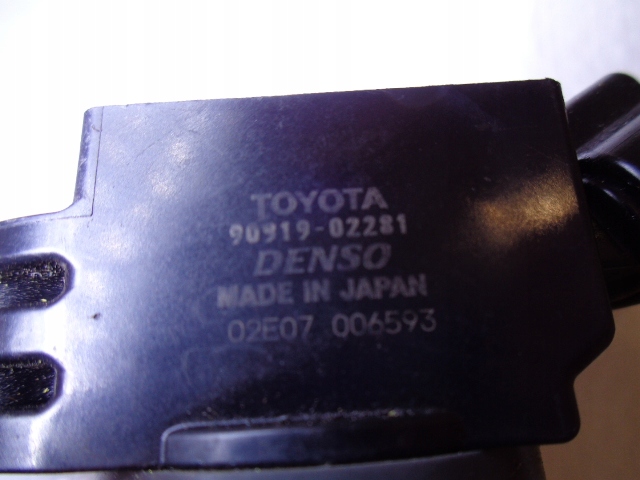 TOYOTA
90919-02281
DENSO
MADE IN JAPAN
02E07 006593